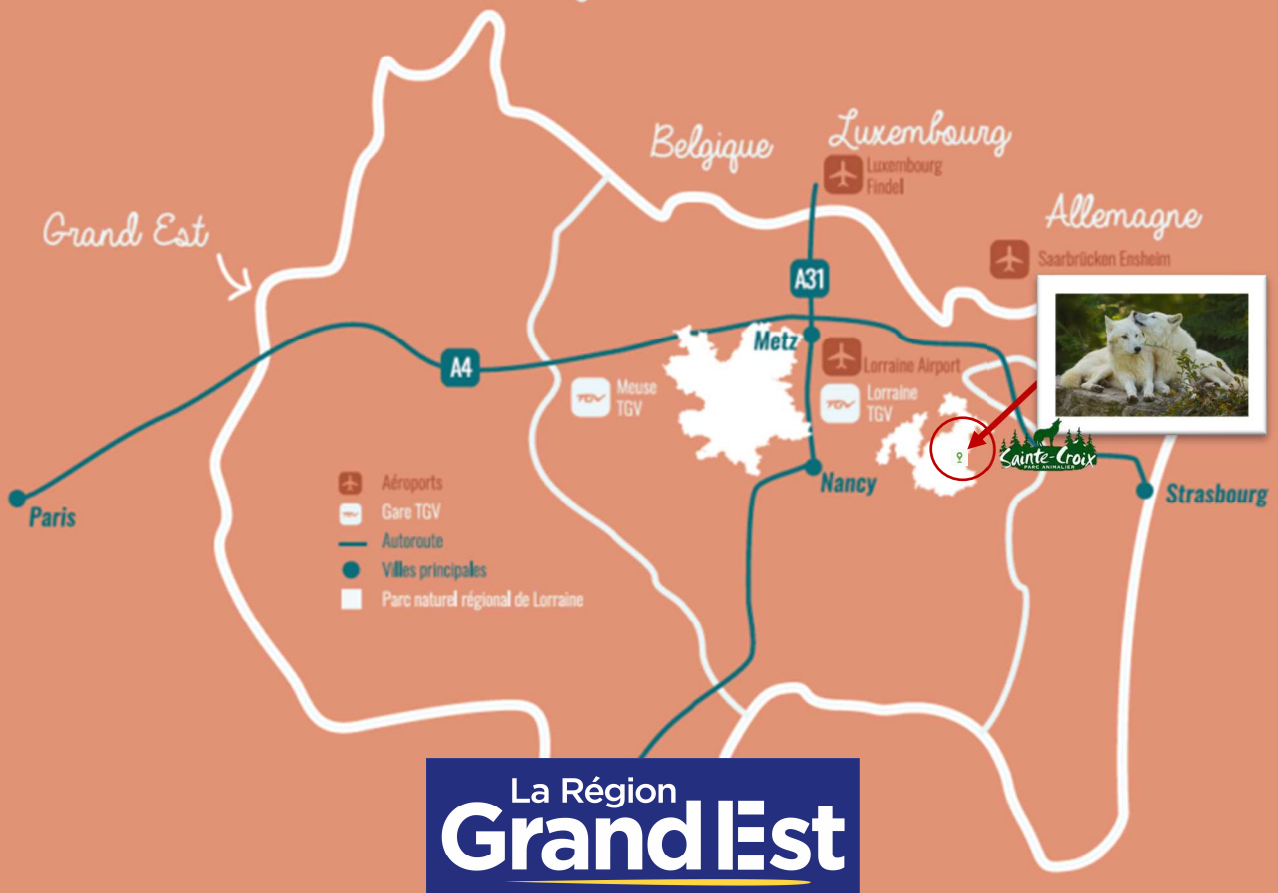 Belgique
Luxembourg
Luxembourg
Findel
Allemagne
Grand Est
Saarbrücken Ensheim
A31
Metz
A4
Lorraine Airport
TGV
Meuse
TGV
TGV
Lorraine
TGV
Sainte-Croix
PARC ANIMALIER
Nancy
Strasbourg
Paris
Aéroports
Gare TGV
Autoroute
Villes principales
Parc naturel régional de Lorraine
La Région
Grand Est